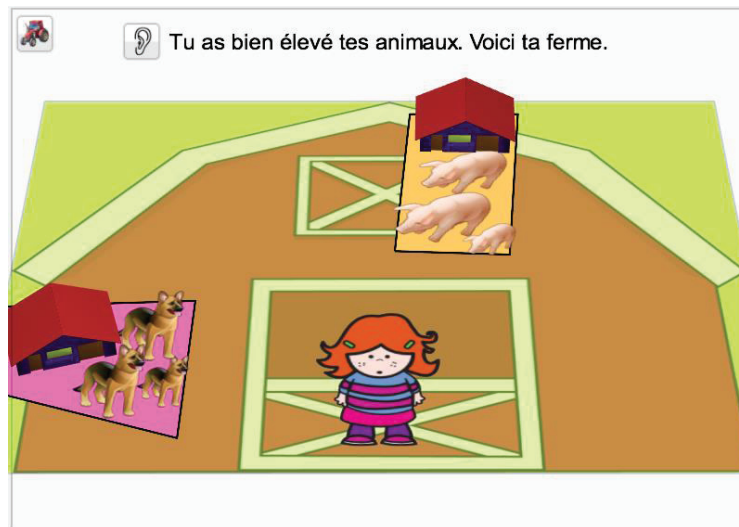 Tu as bien élevé tes animaux. Voici ta ferme.